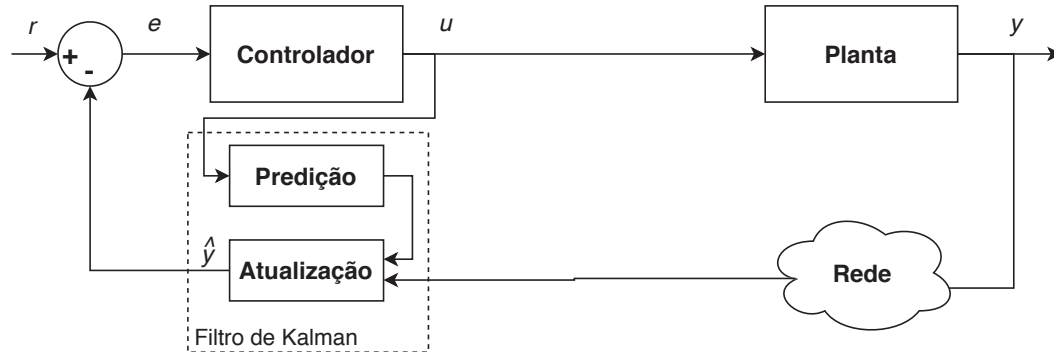 r
+
-
e
Controlador
u
Planta
y
Predição
ŷ
Atualização
Rede
Filtro de Kalman